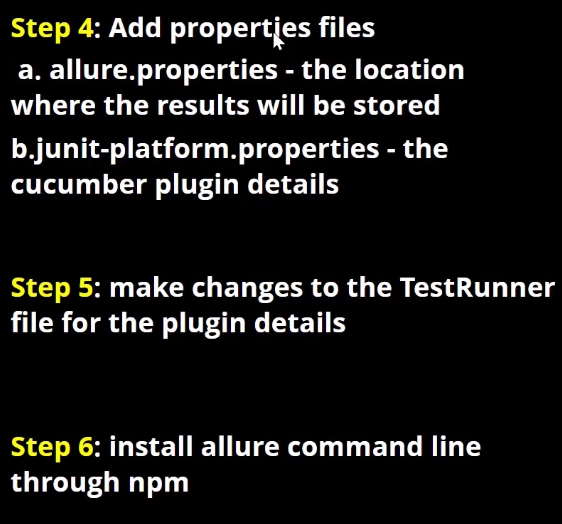 Step 4: Add properties files
a. allure.properties - the location
where the results will be stored
b.junit-platform.properties - the
cucumber plugin details
Step 5: make changes to the TestRunner
file for the plugin details
Step 6: install allure command line
through npm